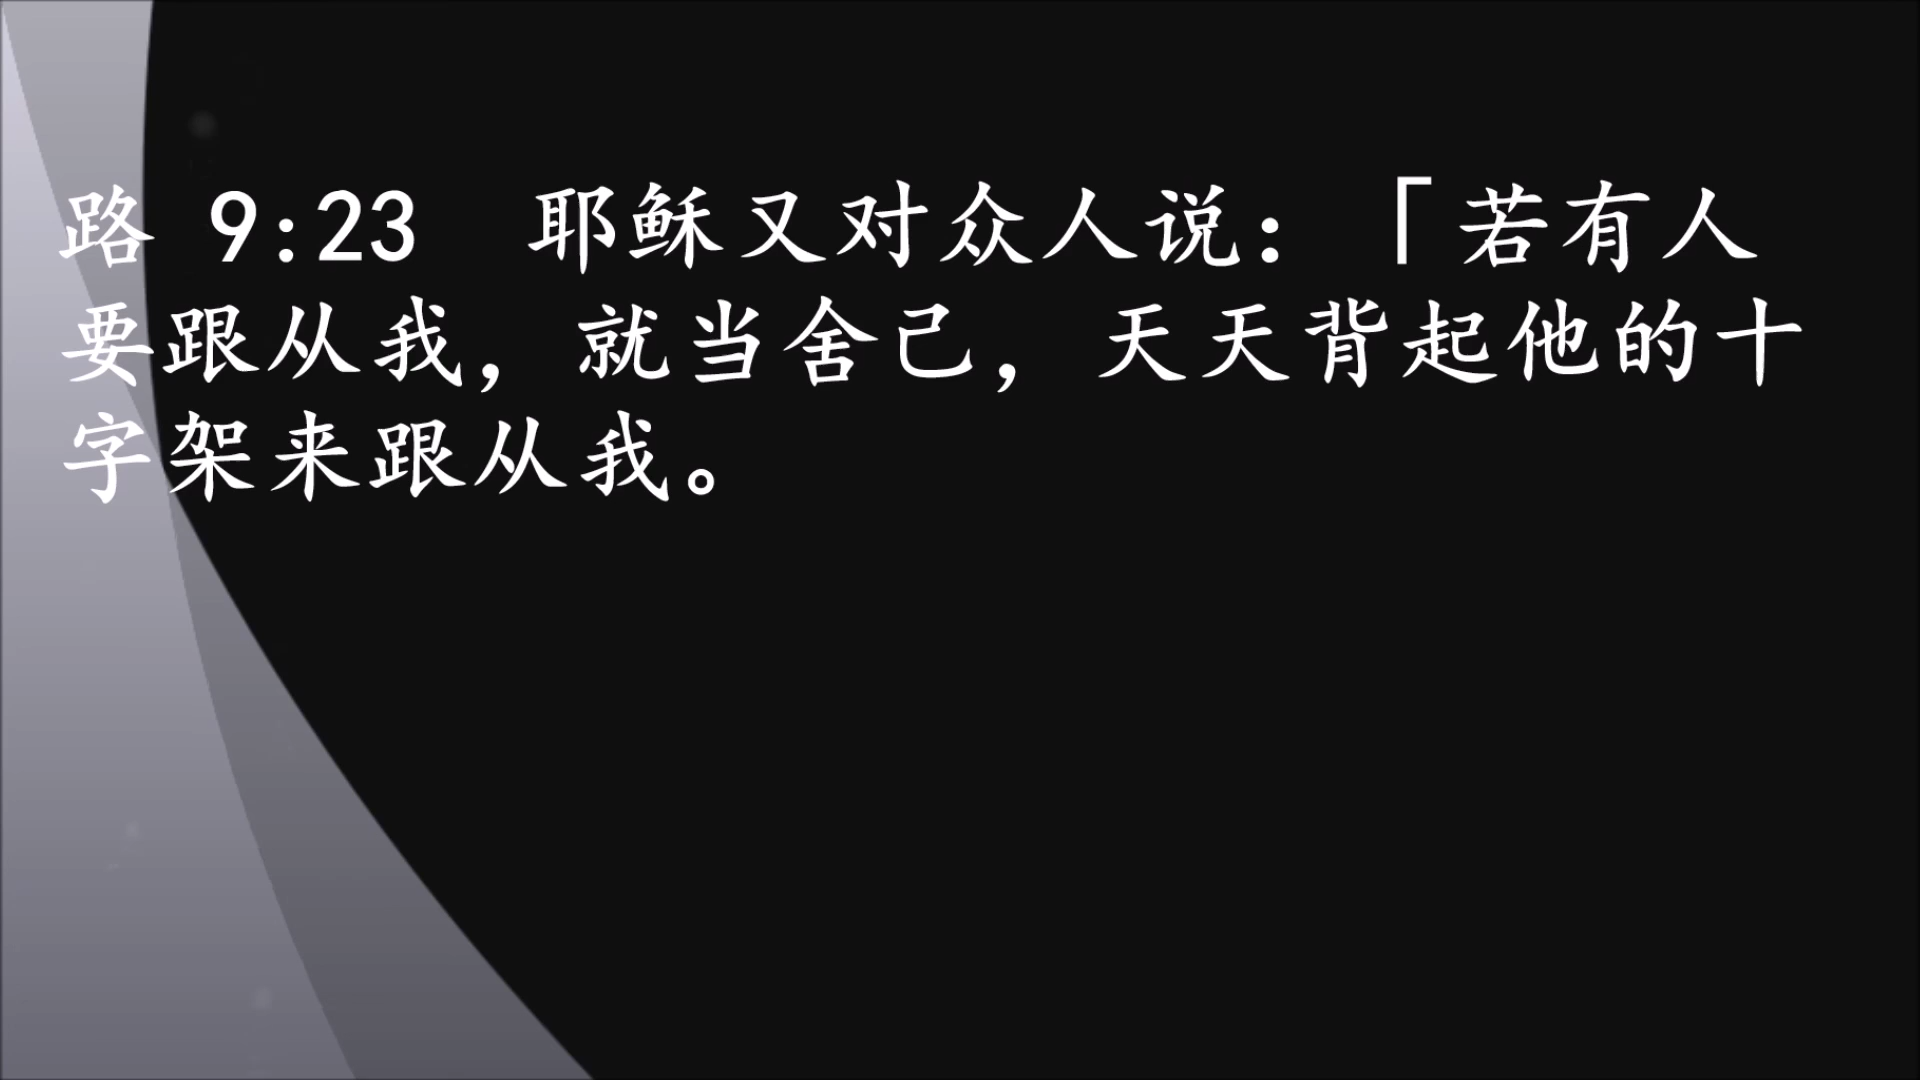 路 9:23  耶稣又对众人说：「若有人
要跟从我，就当舍己，天天背起他的十
字架来跟从我。